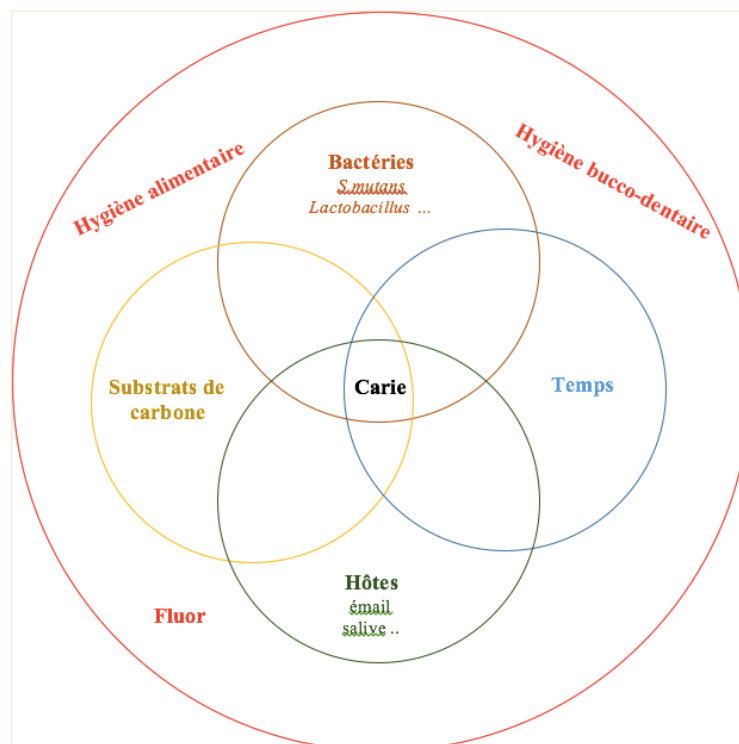 Hygiène alimentaire
Hygiène bucco-dentaire
Bactéries
S.mutans
Lactobacillus ...
Substrats de
carbone
Carie
Temps
Hôtes
émail
salive ..
Fluor